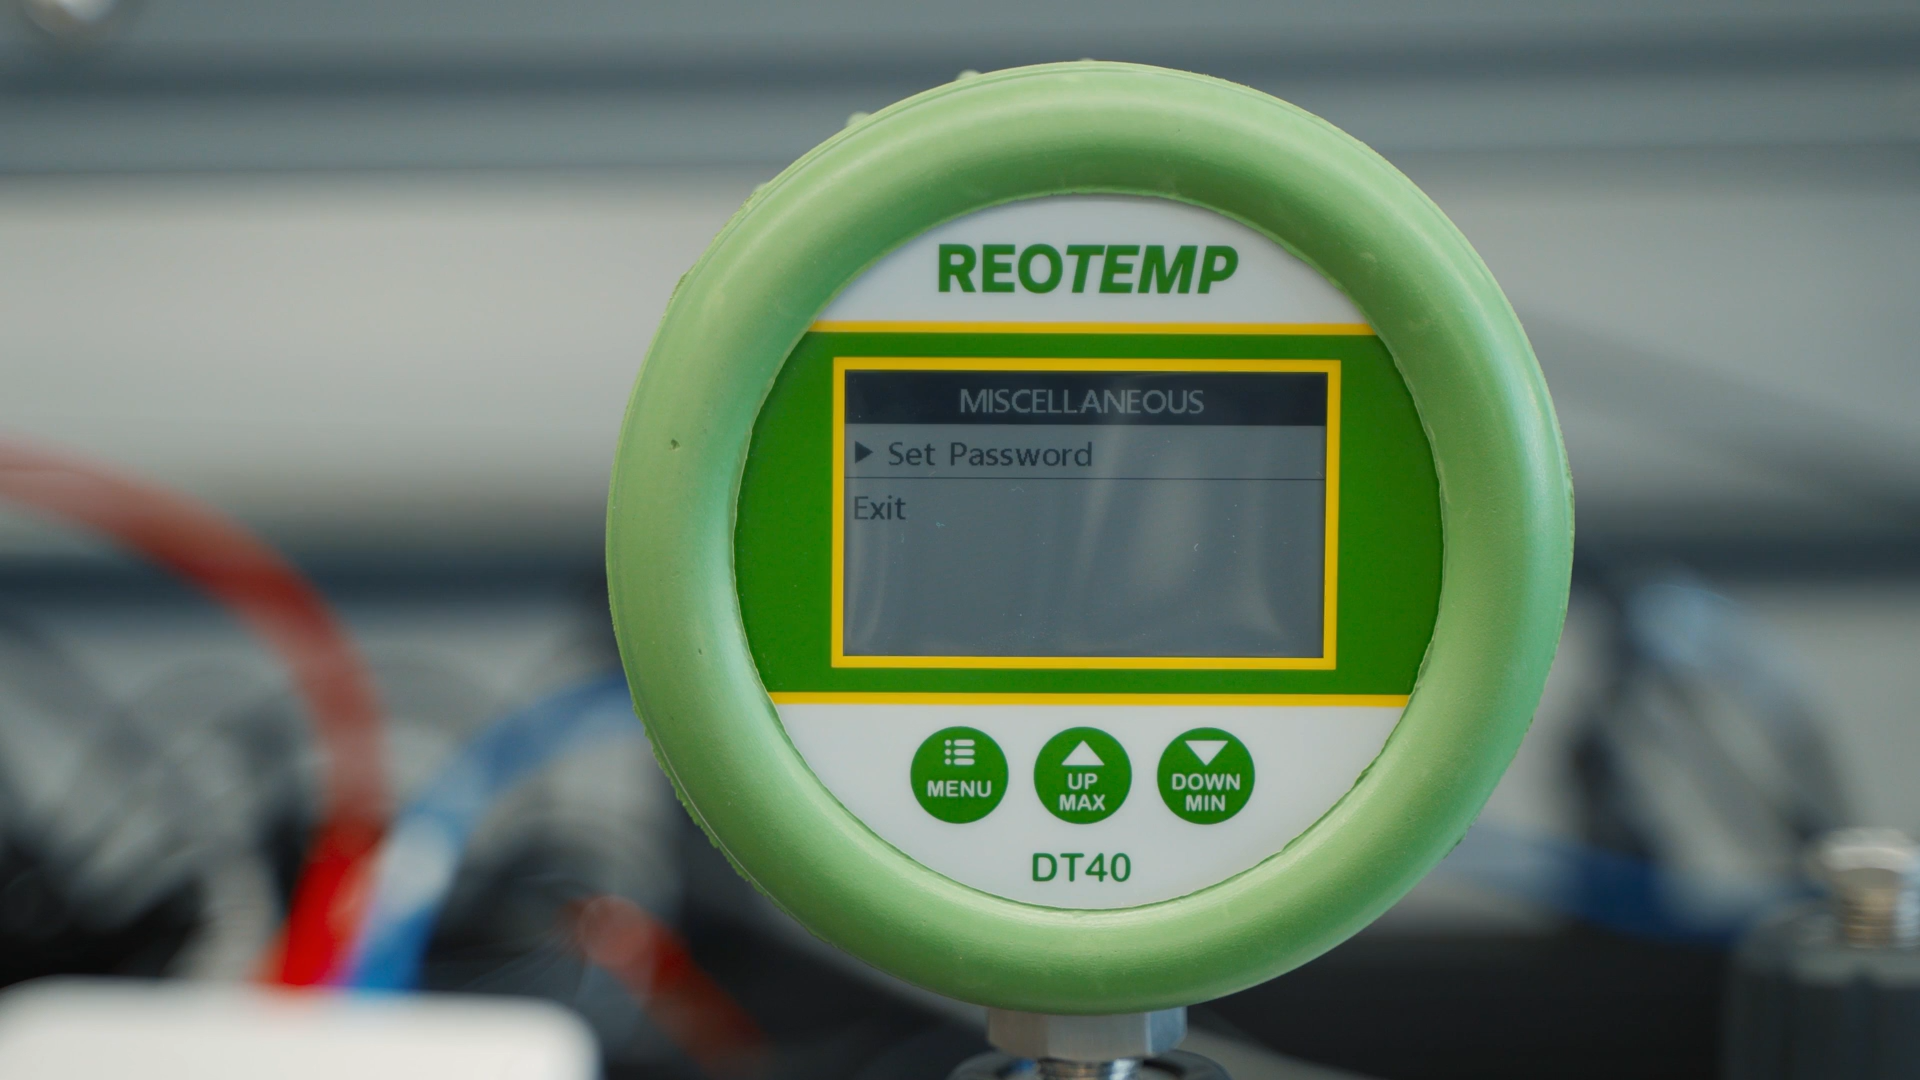 REOTEMP
MISCELLANEOUS
▶ Set Password
Exit
MENU
UP
MAX
DOWN
MIN
DT40